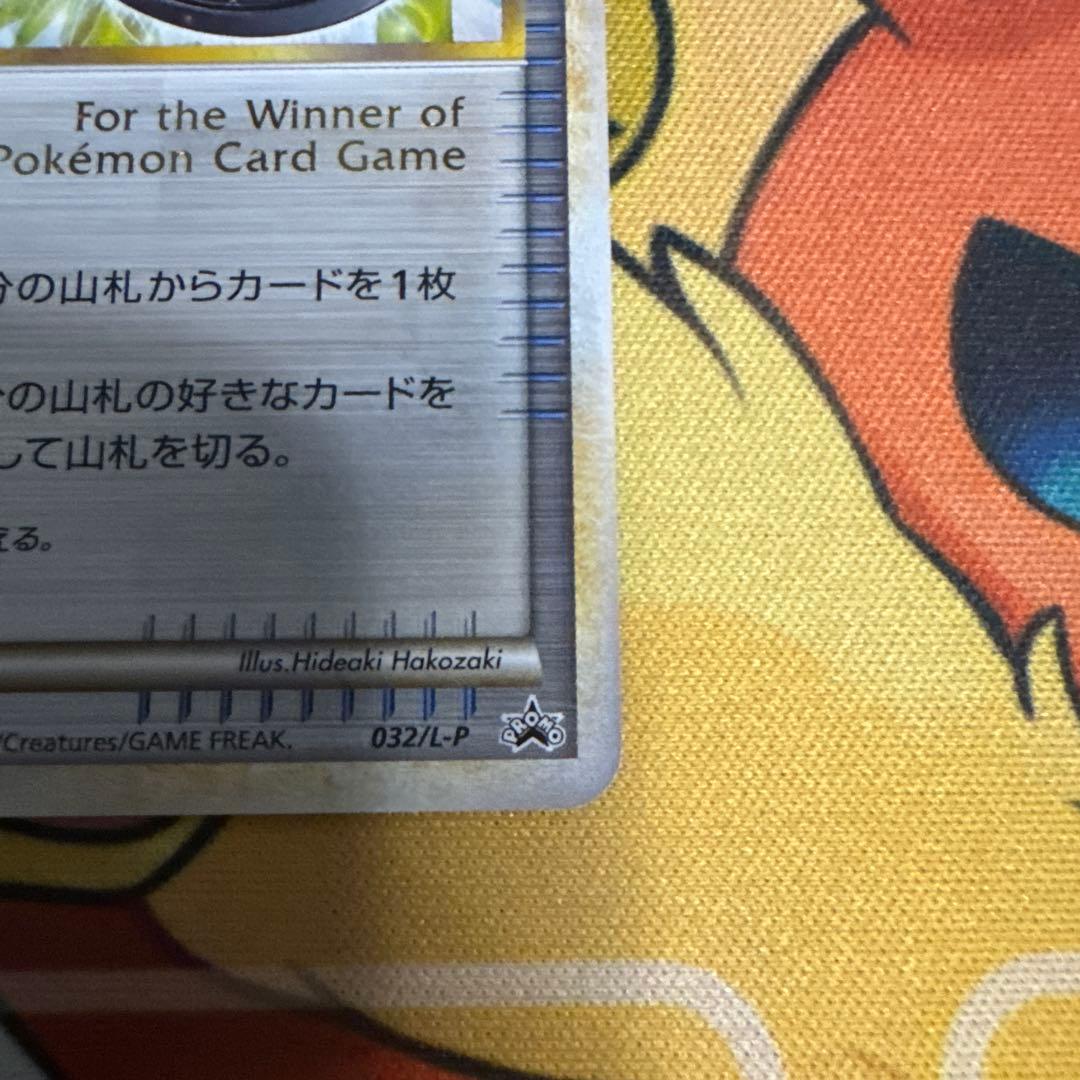 For the Winner of
Pokémon Card Game
分の山札からカードを1枚
の山札の好きなカードを
して山札を切る。
える。
Illus.Hideaki Hakozaki
/Creatures/GAME FREAK.
032/L-P
PROMO